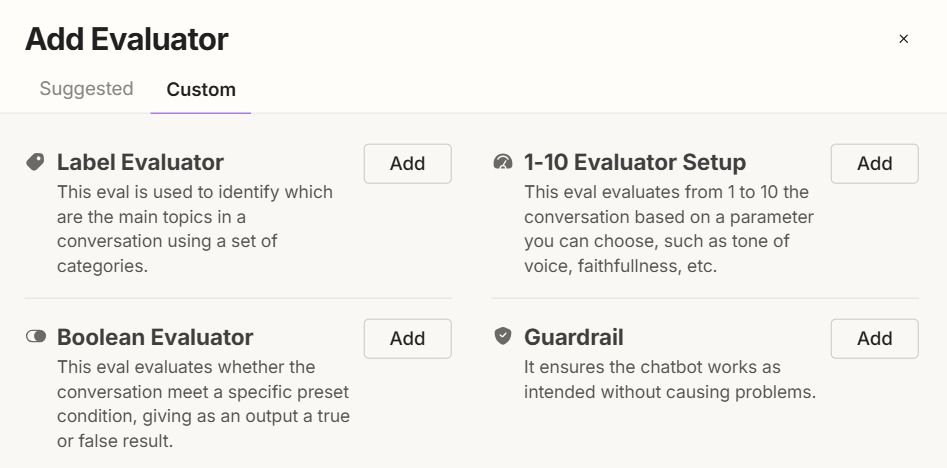 Add Evaluator
×
Suggested
Custom
Label Evaluator
Add
This eval is used to identify which
are the main topics in a
conversation using a set of
categories.
1-10 Evaluator Setup
Add
This eval evaluates from 1 to 10 the
conversation based on a parameter
you can choose, such as tone of
voice, faithfullness, etc.
Boolean Evaluator
Add
This eval evaluates whether the
conversation meet a specific preset
condition, giving as an output a true
or false result.
Guardrail
Add
It ensures the chatbot works as
intended without causing problems.